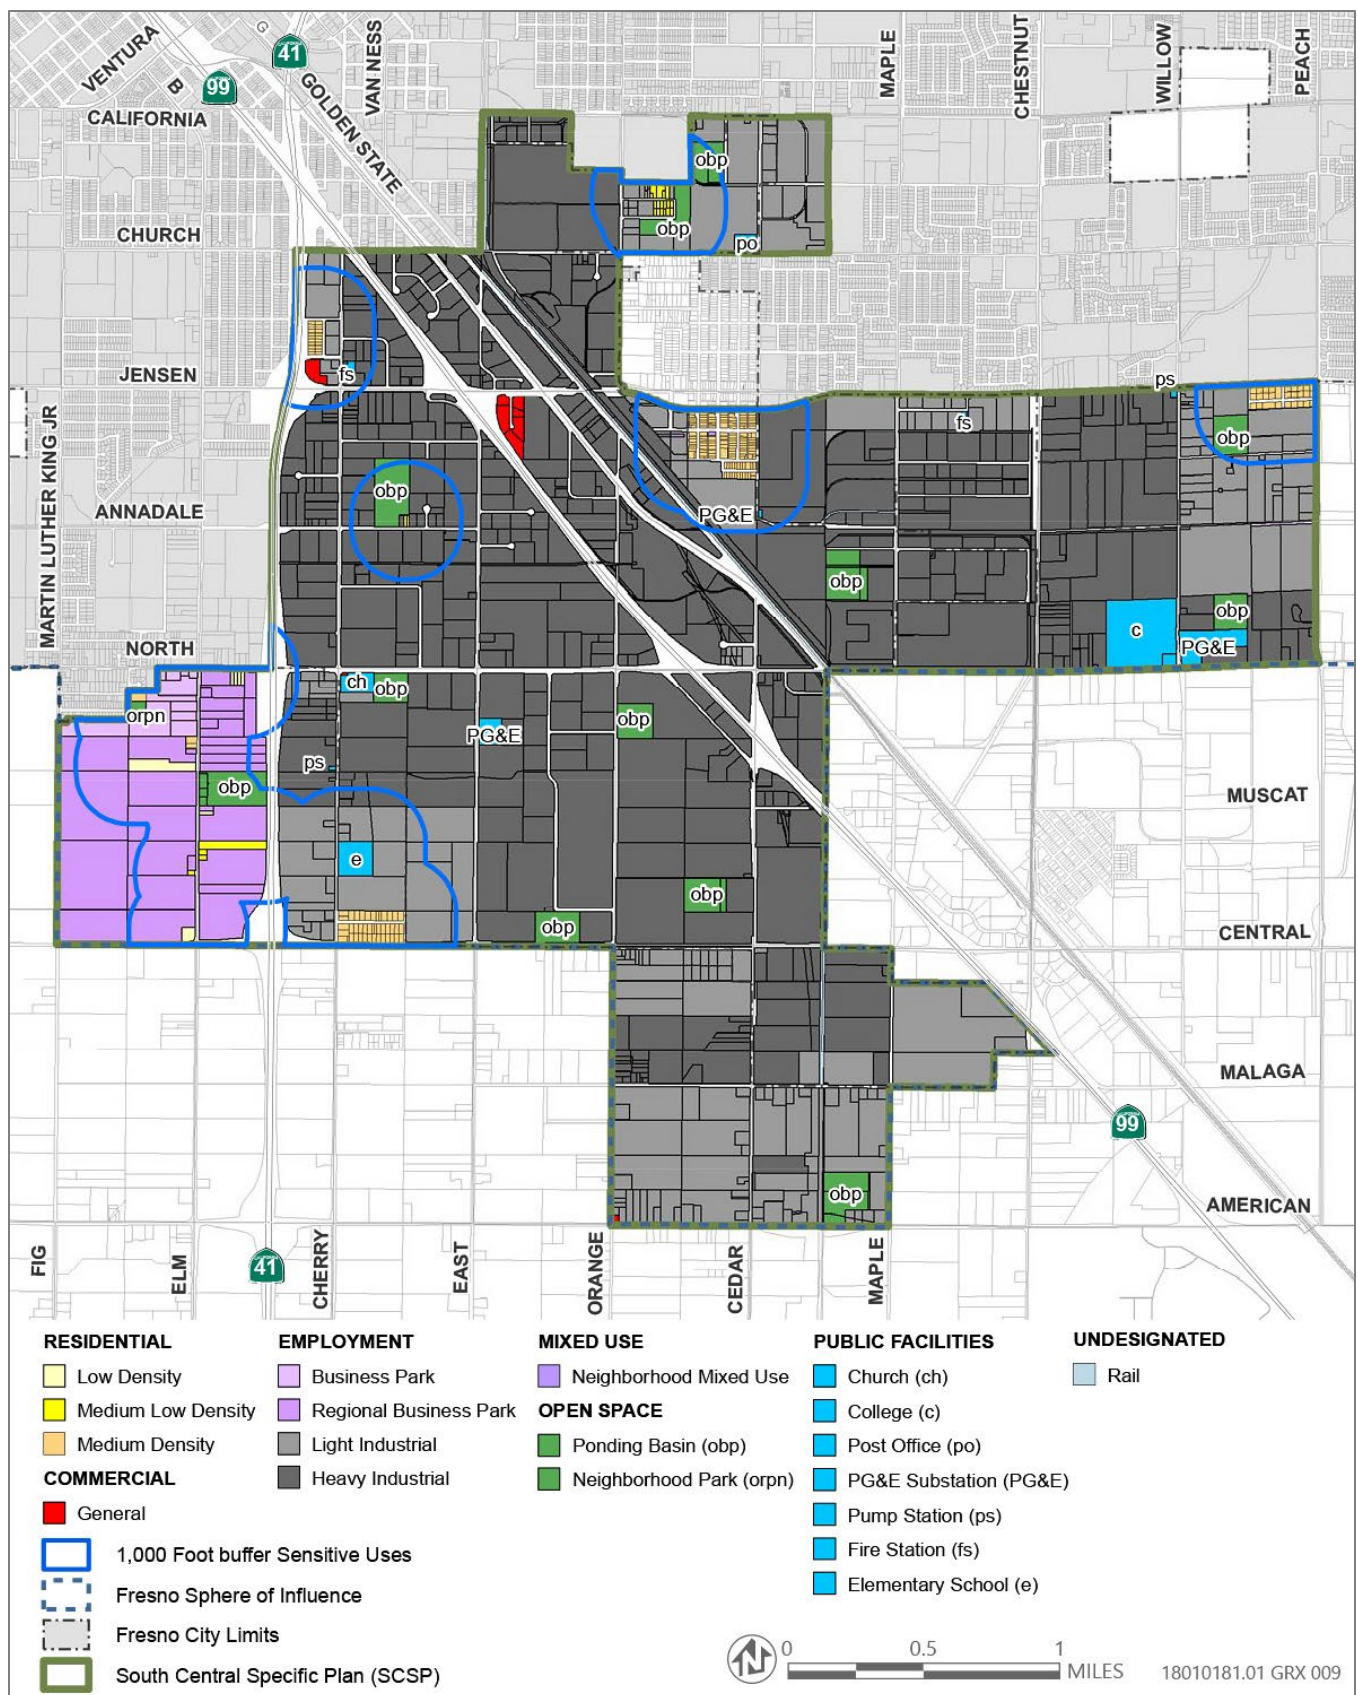 VENTURA
B
G
41
99
GOLDEN STATE
VAN NESS
MAPLE
CHESTNUT
WILLOW
PEACH
CALIFORNIA
obp
CHURCH
obp
po
JENSEN
fs
ps
fs
obp
MARTIN LUTHER KING JR
ANNADALE
obp
PG&E
obp
c
obp
PG&E
NORTH
ch
obp
orpn
PG&E
obp
ps
obp
MUSCAT
e
obp
obp
CENTRAL
MALAGA
99
obp
AMERICAN
FIG
ELM
41
CHERRY
EAST
ORANGE
CEDAR
MAPLE
RESIDENTIAL
Low Density
Medium Low Density
Medium Density
COMMERCIAL
General
EMPLOYMENT
Business Park
Regional Business Park
Light Industrial
Heavy Industrial
MIXED USE
Neighborhood Mixed Use
OPEN SPACE
Ponding Basin (obp)
Neighborhood Park (orpn)
PUBLIC FACILITIES
Church (ch)
College (c)
Post Office (po)
PG&E Substation (PG&E)
Pump Station (ps)
Fire Station (fs)
Elementary School (e)
UNDESIGNATED
Rail
1,000 Foot buffer Sensitive Uses
Fresno Sphere of Influence
Fresno City Limits
South Central Specific Plan (SCSP)
N
0 0.5 1
MILES
18010181.01 GRX 009